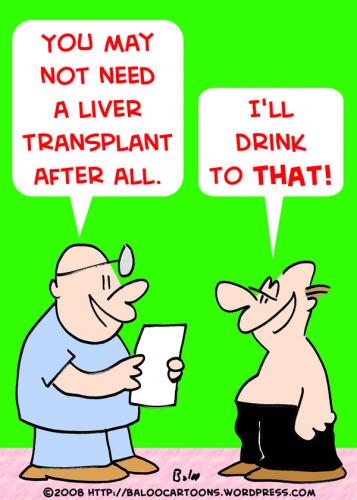 YOU MAY
NOT NEED
A LIVER
TRANSPLANT
AFTER ALL.
I'LL
DRINK
TO THAT!
Baloo
©2008 HTTP://BALOOCARTOONS.WORDPRESS.COM